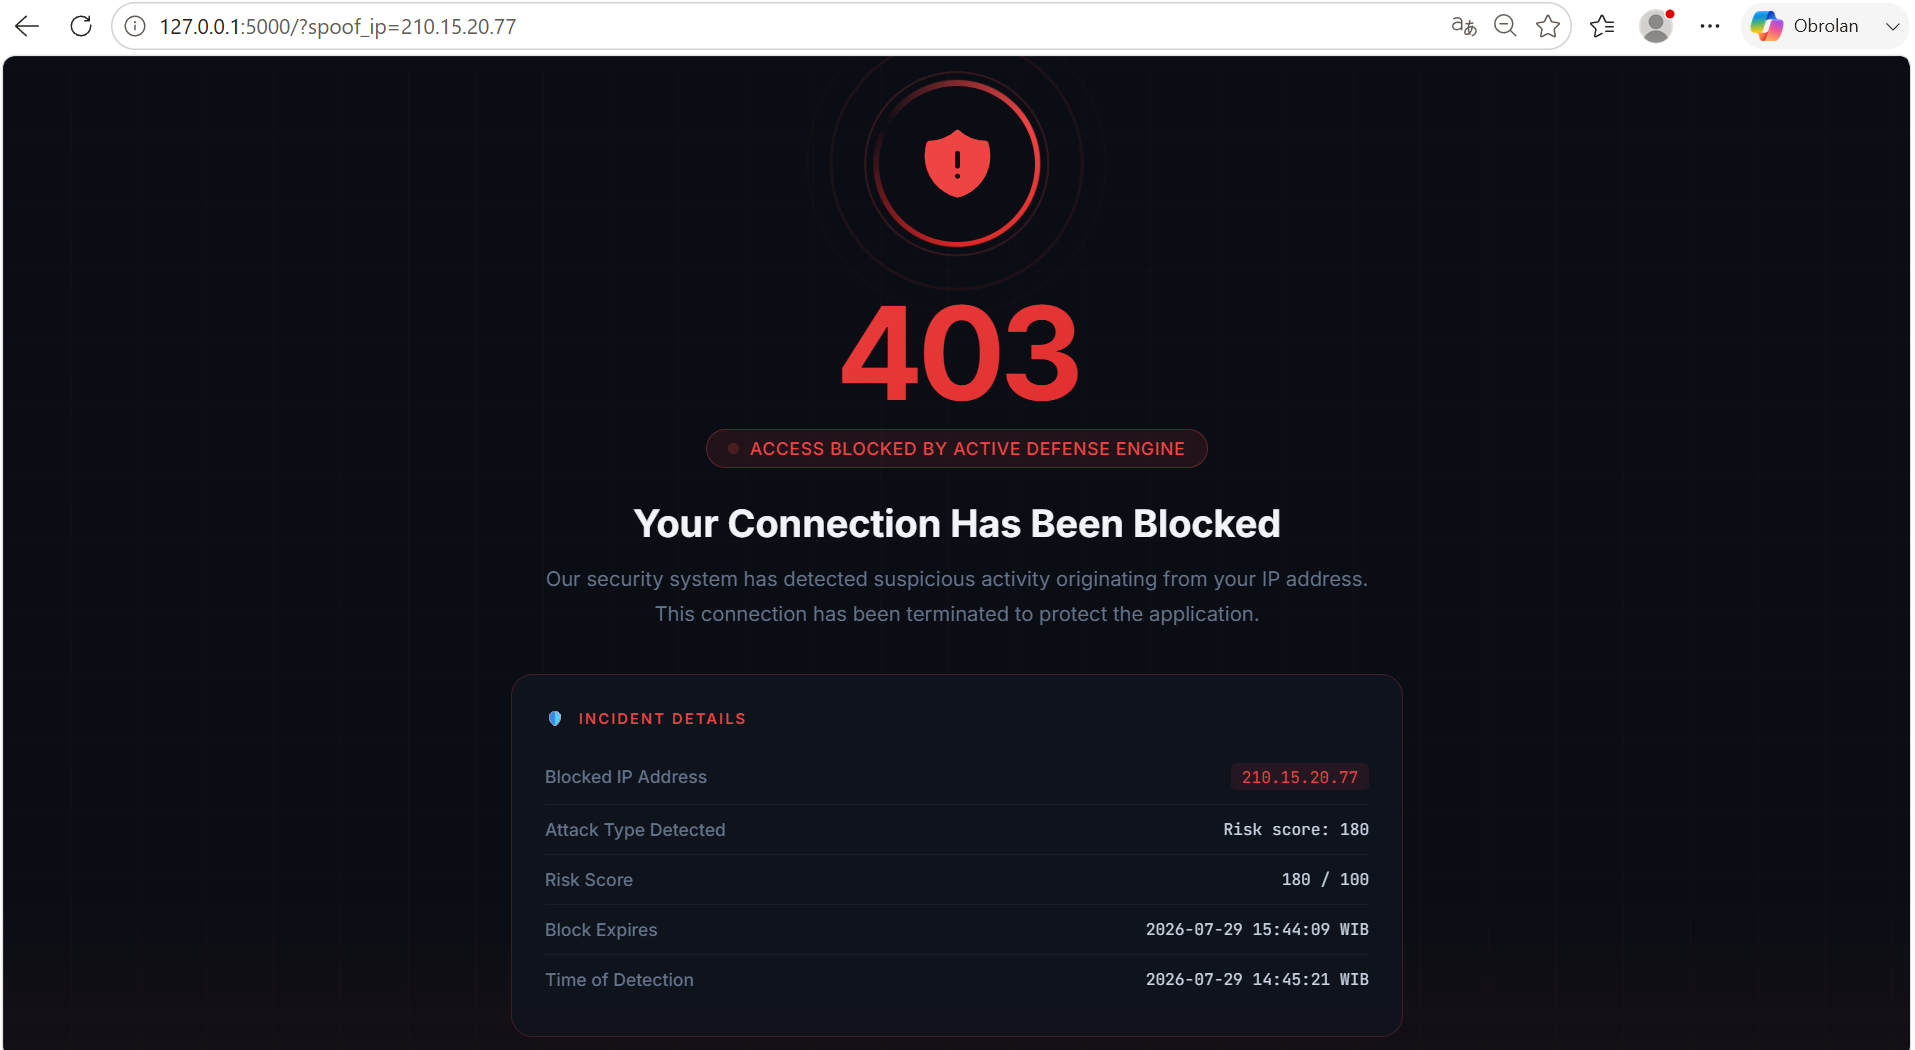 127.0.0.1:5000/?spoof_ip=210.15.20.77
Obrolan
403
ACCESS BLOCKED BY ACTIVE DEFENSE ENGINE
Your Connection Has Been Blocked
Our security system has detected suspicious activity originating from your IP address.
This connection has been terminated to protect the application.
INCIDENT DETAILS
Blocked IP Address 210.15.20.77
Attack Type Detected Risk score: 180
Risk Score 180 / 100
Block Expires 2026-07-29 15:44:09 WIB
Time of Detection 2026-07-29 14:45:21 WIB